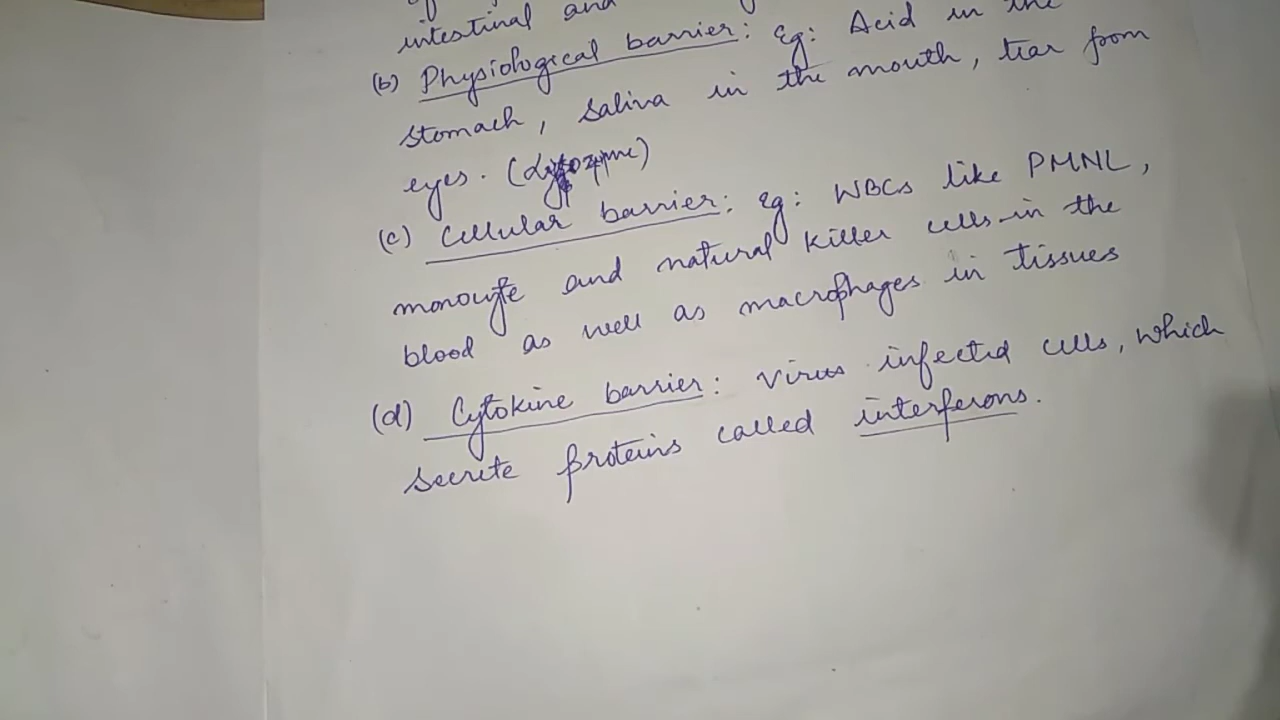 intestinal and
(b) Physiological barrier: Eg: Acid in the
stomach, saliva in the mouth, tear from
eyes. (Lysozyme)
(c) Cellular barrier: Eg: WBCs like PMNL,
monocyte and natural killer cells in the
blood as well as macrophages in tissues
(d) Cytokine barrier: Virus infected cells, which
secrete proteins called interferons.